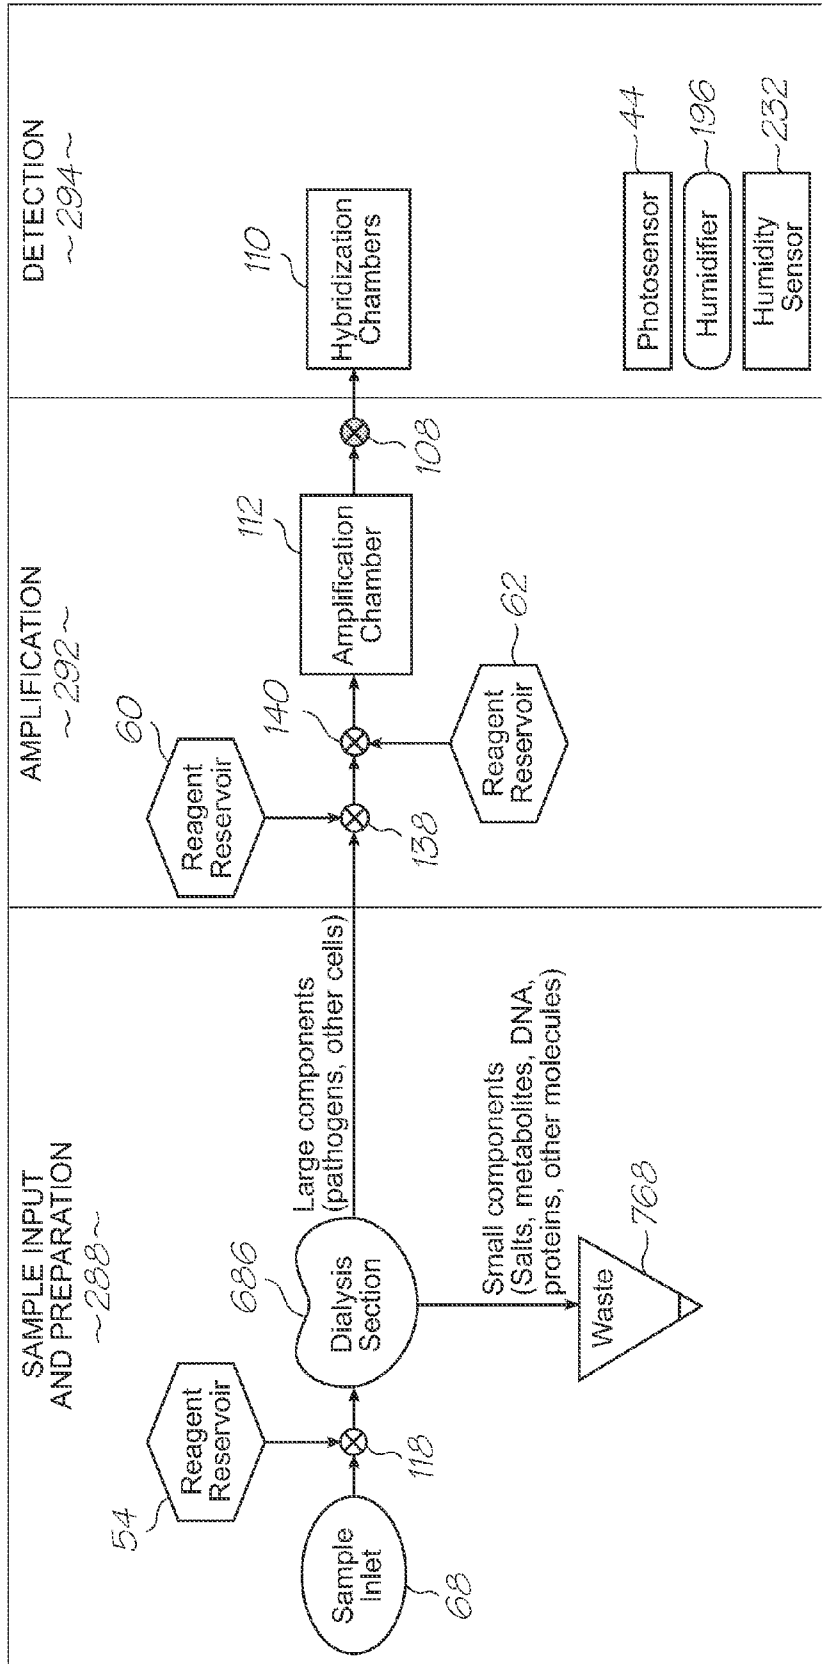 SAMPLE INPUT
AND PREPARATION
~288~
54
Reagent
Reservoir
Sample
Inlet
68
118
686
Dialysis
Section
Large components
(pathogens, other cells)
Small components
(Salts, metabolites, DNA,
proteins, other molecules)
Waste
768
AMPLIFICATION
~292~
60
Reagent
Reservoir
138
140
Reagent
Reservoir
62
112
Amplification
Chamber
108
DETECTION
~294~
110
Hybridization
Chambers
Photosensor
44
Humidifier
196
Humidity
Sensor
232